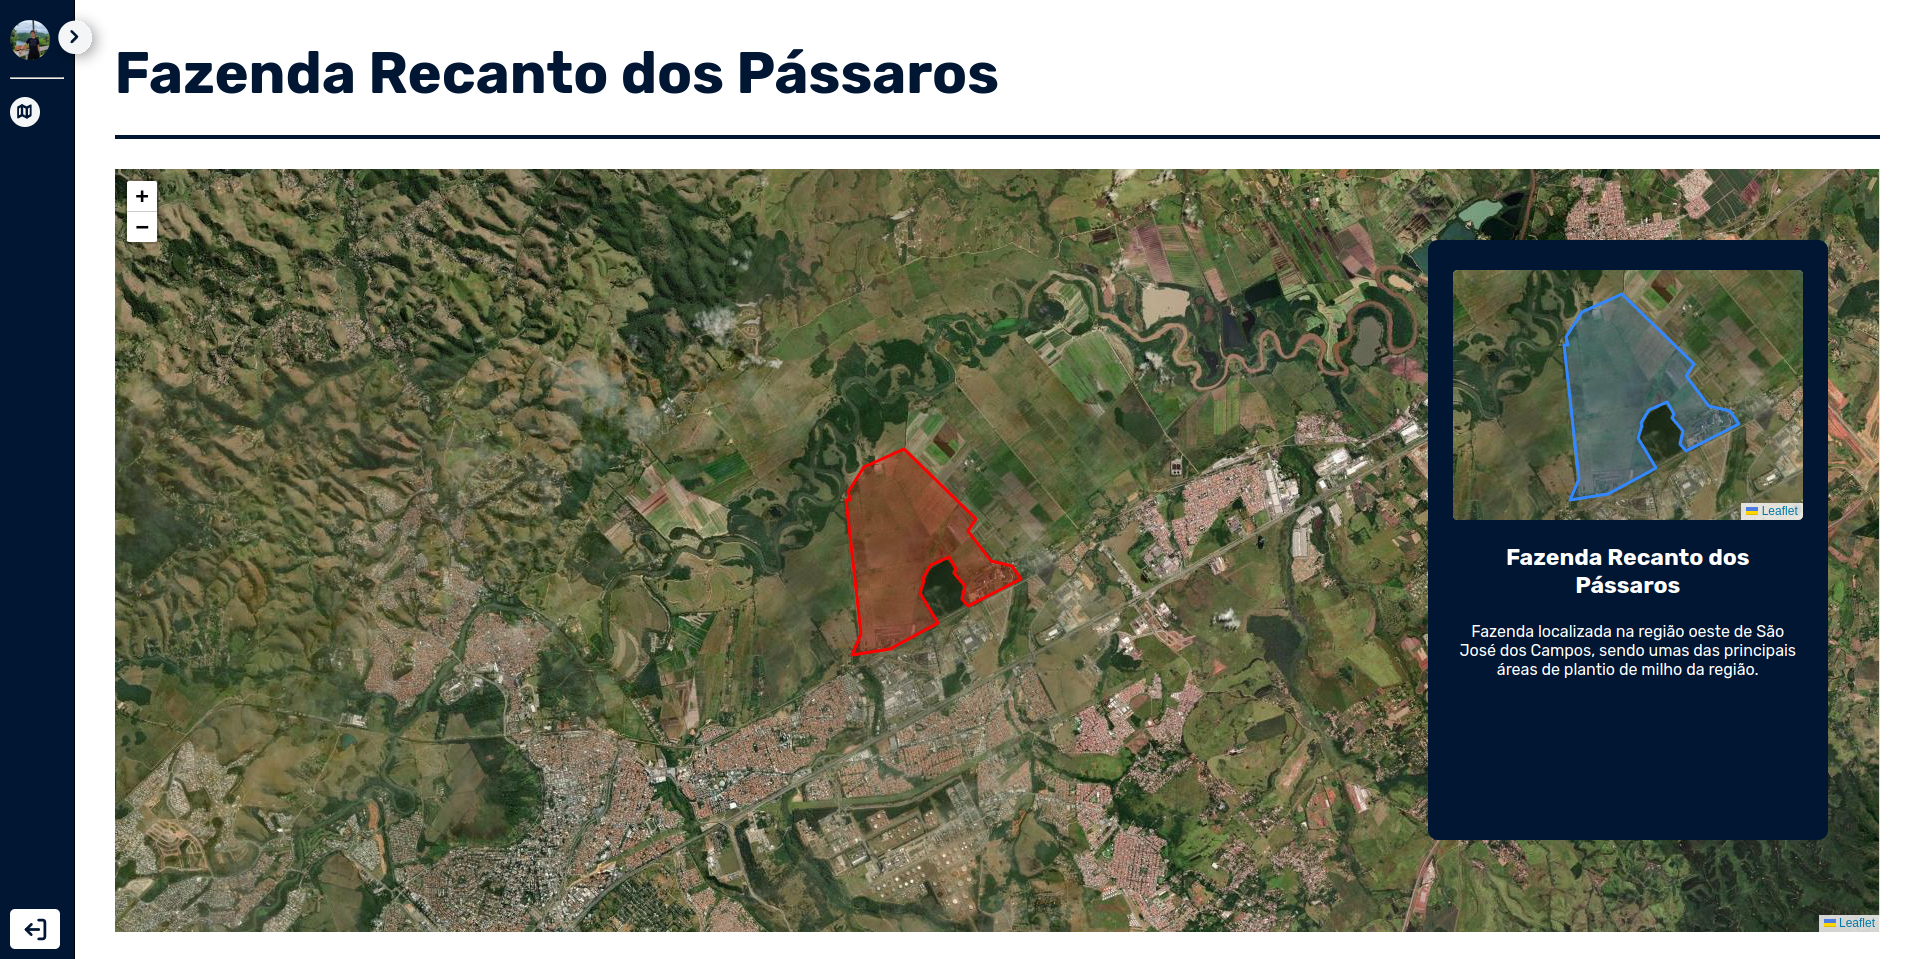 Fazenda Recanto dos Pássaros
+
−
Leaflet
Fazenda Recanto dos
Pássaros
Fazenda localizada na região oeste de São
José dos Campos, sendo umas das principais
áreas de plantio de milho da região.
Leaflet